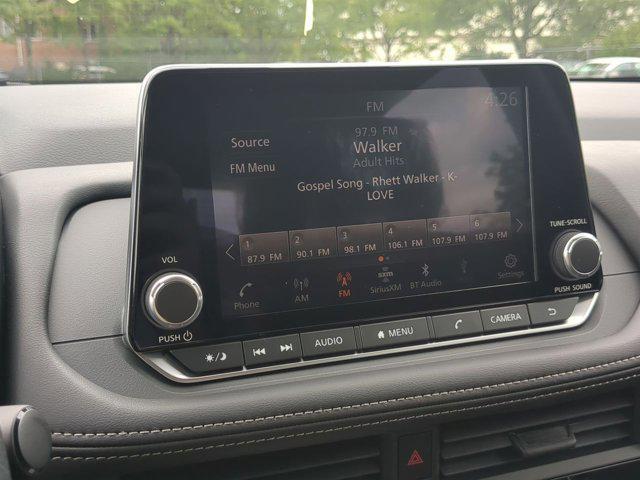 FM
4:26
97.9 FM
Source
Walker
Adult Hits
FM Menu
Gospel Song - Rhett Walker - K-
LOVE
1 2 3 4 5 6
87.9 FM 90.1 FM 98.1 FM 106.1 FM 107.9 FM 107.9 FM
Phone AM FM SiriusXM BT Audio Settings
sxm
VOL
PUSH
TUNE·SCROLL
PUSH SOUND
AUDIO MENU CAMERA